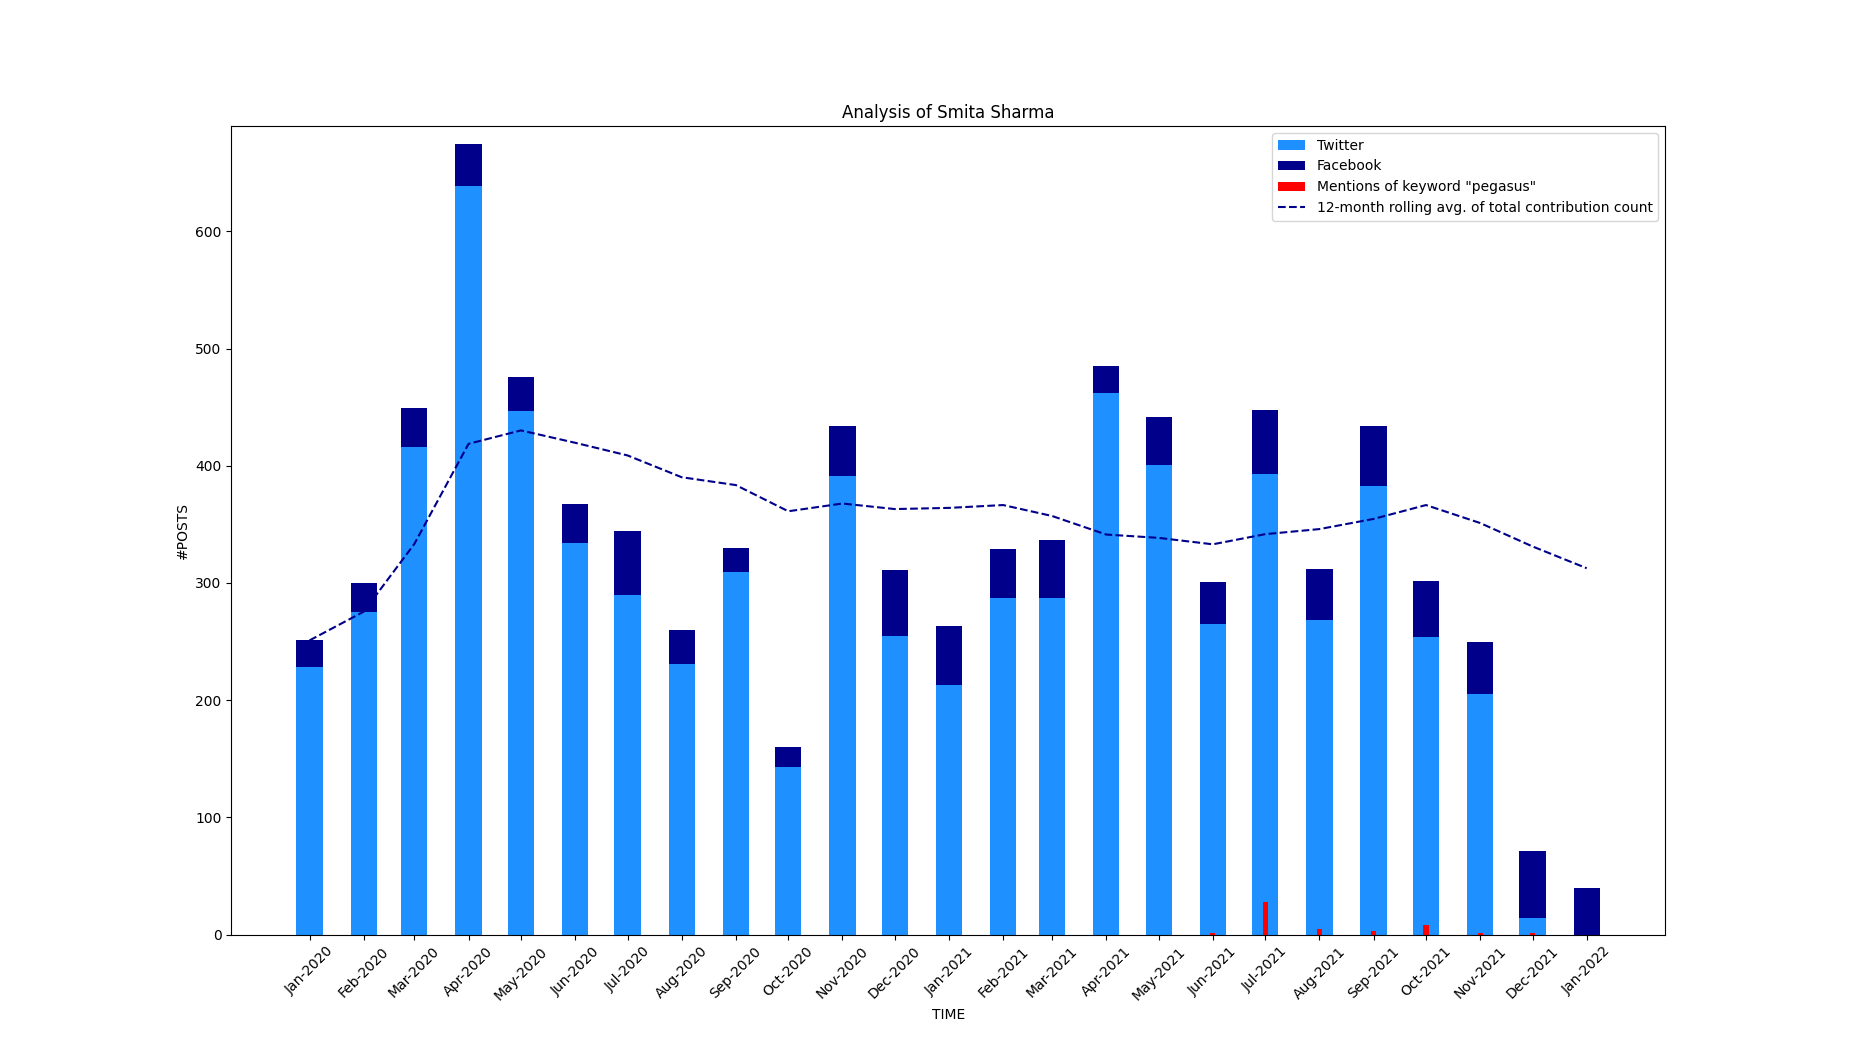 Analysis of Smita Sharma
Twitter
Facebook
Mentions of keyword "pegasus"
12-month rolling avg. of total contribution count
#POSTS
600
500
400
300
200
100
0
Jan-2020
Feb-2020
Mar-2020
Apr-2020
May-2020
Jun-2020
Jul-2020
Aug-2020
Sep-2020
Oct-2020
Nov-2020
Dec-2020
Jan-2021
Feb-2021
Mar-2021
Apr-2021
May-2021
Jun-2021
Jul-2021
Aug-2021
Sep-2021
Oct-2021
Nov-2021
Dec-2021
Jan-2022
TIME